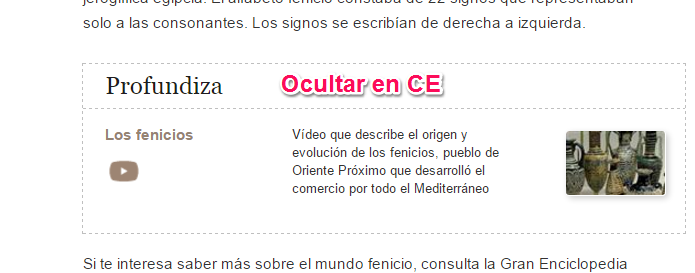 jeroglífica egipcia. El alfabeto fenicio constaba de 22 signos que representaban
solo a las consonantes. Los signos se escribían de derecha a izquierda.
Profundiza
Ocultar en CE
Los fenicios
Vídeo que describe el origen y
evolución de los fenicios, pueblo de
Oriente Próximo que desarrolló el
comercio por todo el Mediterráneo
Si te interesa saber más sobre el mundo fenicio, consulta la Gran Enciclopedia